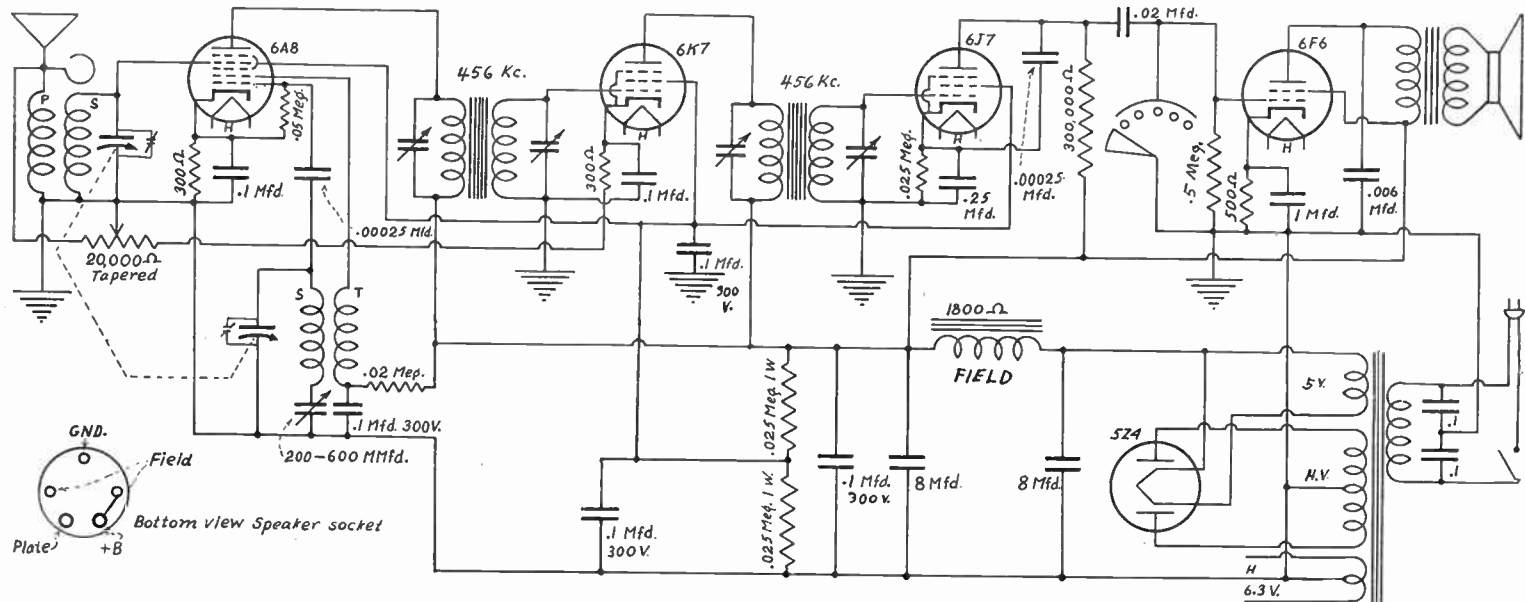 6A8
6K7
6J7
6F6
.02 Mfd.
P
S
H
.05 Meg.
456 Kc.
H
456 Kc.
H
300,000Ω
H
300Ω
.1 Mfd.
300Ω
.1 Mfd.
.025 Meg.
.25
Mfd.
.00025
Mfd.
.5 Meg.
500Ω
1 Mfd.
.006
Mfd.
.00025 Mfd.
20,000Ω
Tapered
.1 Mfd.
300
V.
S
T
1800Ω
FIELD
.02 Meg.
.1 Mfd. 300V.
200-600 MMfd.
.025 Meg. 1 W
.025 Meg. 1 W.
.1 Mfd.
300 V.
8 Mfd.
8 Mfd.
5Z4
5 V.
H.V.
.1
.1
GND.
Field
Bottom view Speaker socket
Plate
+B
.1 Mfd
300V.
H
6.3 V.